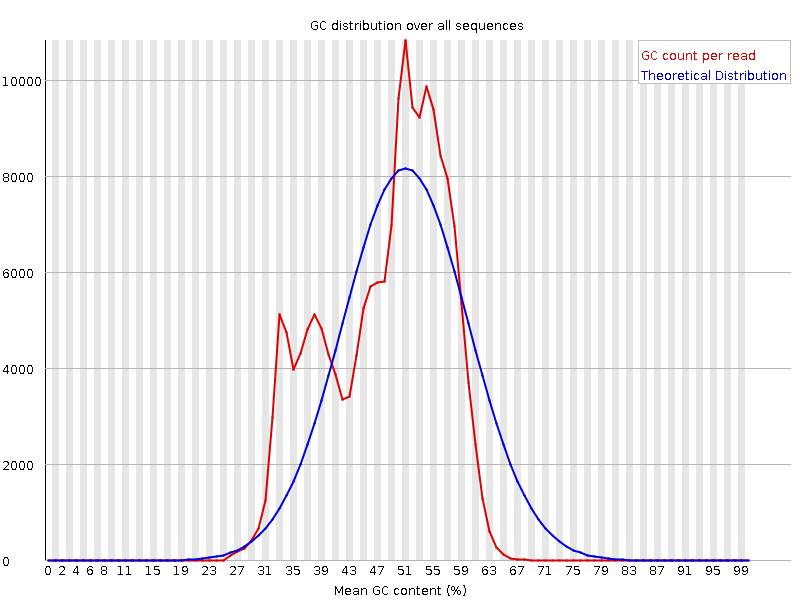 GC distribution over all sequences
GC count per read
Theoretical Distribution
10000
8000
6000
4000
2000
0
0 2 4 6 8 11 15 19 23 27 31 35 39 43 47 51 55 59 63 67 71 75 79 83 87 91 95 99
Mean GC content (%)